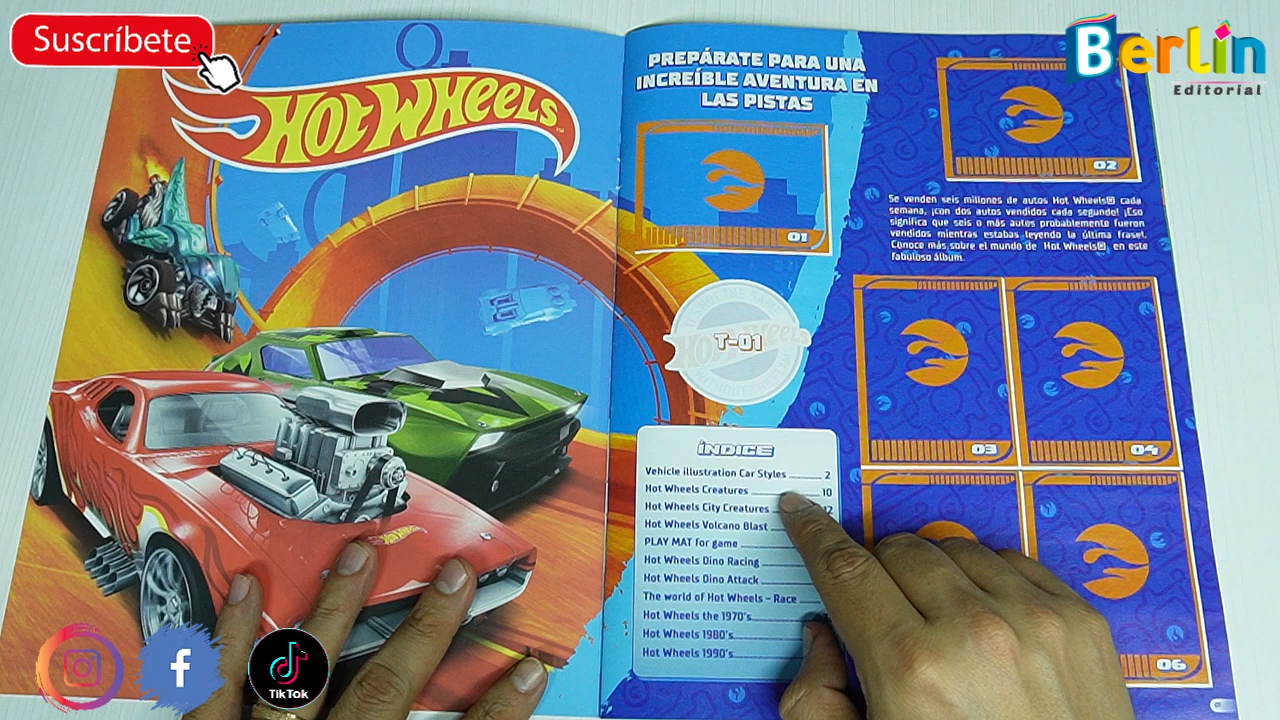 Suscríbete
HOT WHEELS
™
PREPÁRATE PARA UNA
INCREÍBLE AVENTURA EN
LAS PISTAS
01
T-01
ÍNDICE
Vehicle illustration Car Styles 2
Hot Wheels Creatures 10
Hot Wheels City Creatures 12
Hot Wheels Volcano Blast
PLAY MAT for game
Hot Wheels Dino Racing
Hot Wheels Dino Attack
The world of Hot Wheels - Race
Hot Wheels the 1970's
Hot Wheels 1980's
Hot Wheels 1990's
Berlin
Editorial
02
Se venden seis millones de autos Hot Wheels® cada
semana, ¡con dos autos vendidos cada segundo! ¡Eso
significa que seis o más autos probablemente fueron
vendidos mientras estabas leyendo la última frase!
Conoce más sobre el mundo de Hot Wheels®, en este
fabuloso álbum.
03
04
06
TikTok